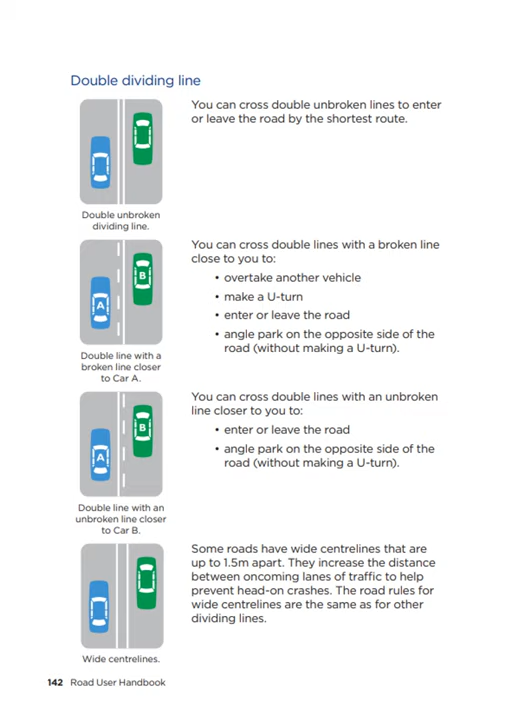 Double dividing line
You can cross double unbroken lines to enter
or leave the road by the shortest route.
Double unbroken
dividing line.
You can cross double lines with a broken line
close to you to:
• overtake another vehicle
• make a U-turn
• enter or leave the road
• angle park on the opposite side of the
road (without making a U-turn).
B
A
Double line with a
broken line closer
to Car A.
You can cross double lines with an unbroken
line closer to you to:
• enter or leave the road
• angle park on the opposite side of the
road (without making a U-turn).
B
A
Double line with an
unbroken line closer
to Car B.
Some roads have wide centrelines that are
up to 1.5m apart. They increase the distance
between oncoming lanes of traffic to help
prevent head-on crashes. The road rules for
wide centrelines are the same as for other
dividing lines.
Wide centrelines.
142 Road User Handbook